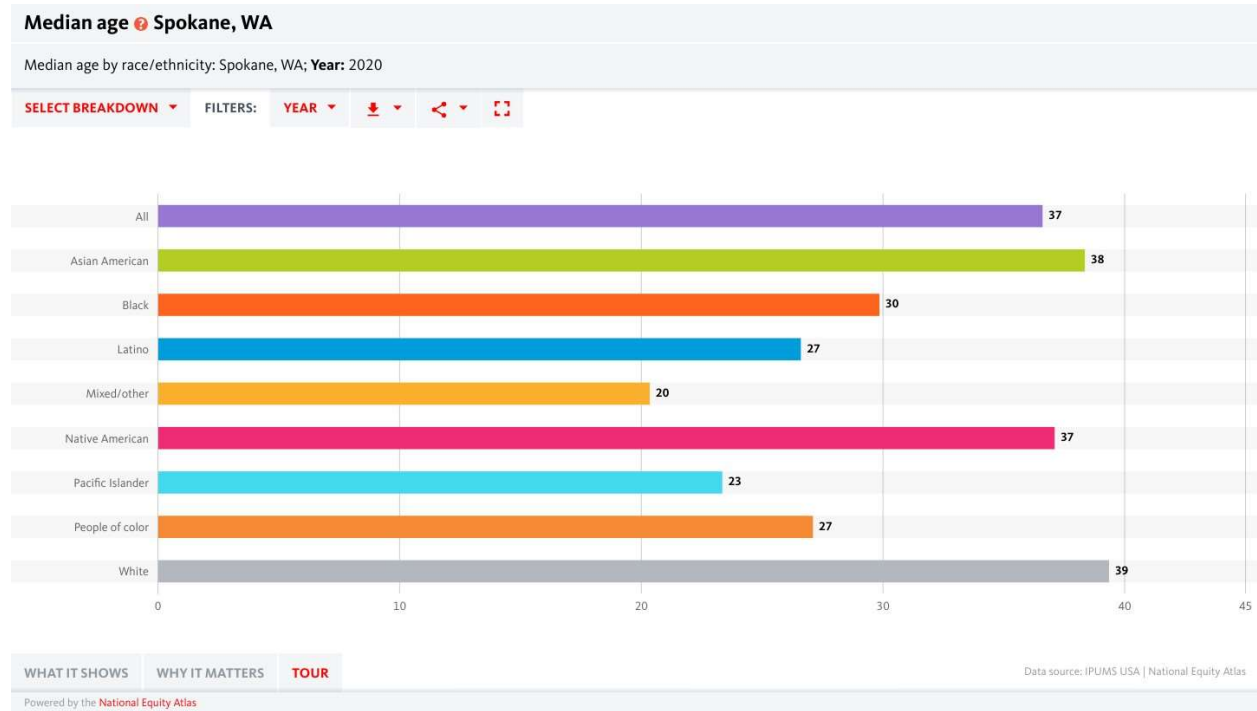 Median age ? Spokane, WA
Median age by race/ethnicity: Spokane, WA; Year: 2020
SELECT BREAKDOWN FILTERS: YEAR
All 37
Asian American 38
Black 30
Latino 27
Mixed/other 20
Native American 37
Pacific Islander 23
People of color 27
White 39
0 10 20 30 40 45
WHAT IT SHOWS WHY IT MATTERS TOUR Data source: IPUMS USA | National Equity Atlas
Powered by the National Equity Atlas